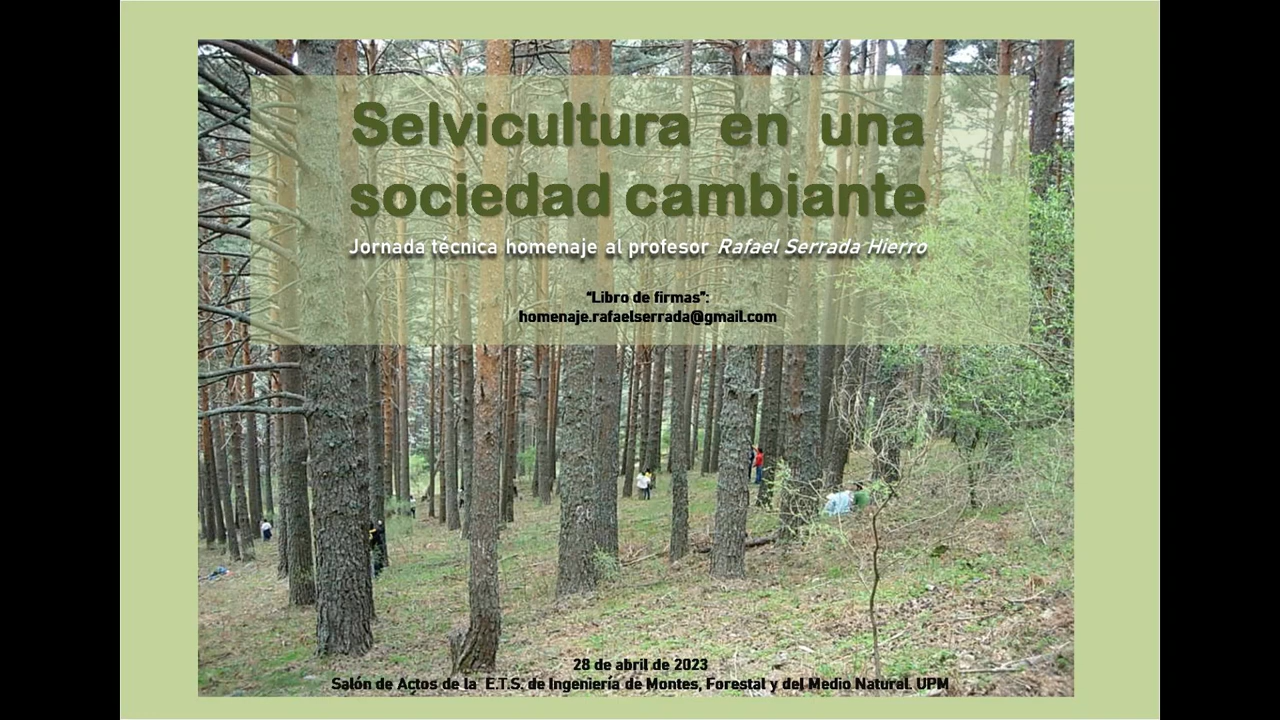 Selvicultura en una
sociedad cambiante
Jornada técnica homenaje al profesor Rafael Serrada Hierro
“Libro de firmas”:
homenaje.rafaelserrada@gmail.com
28 de abril de 2023
Salón de Actos de la E.T.S. de Ingeniería de Montes, Forestal y del Medio Natural. UPM